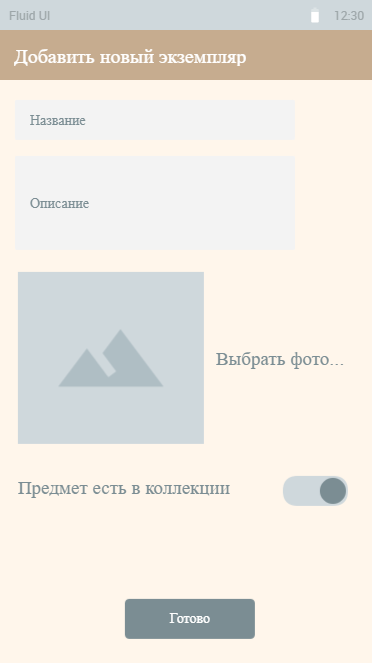 Fluid UI 12:30
Добавить новый экземпляр
Название
Описание
Выбрать фото...
Предмет есть в коллекции
Готово